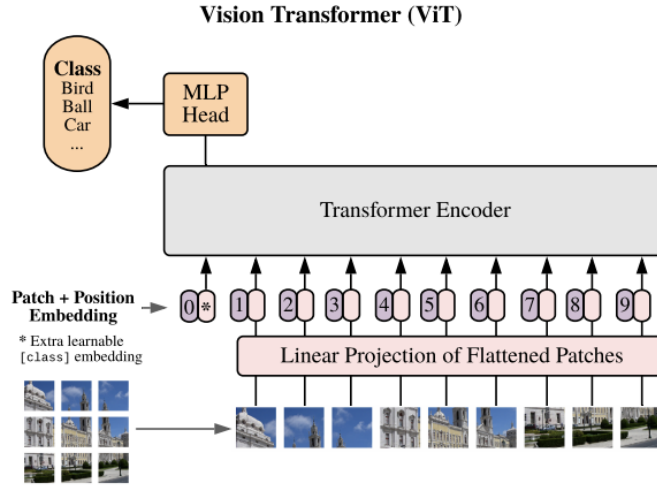 Vision Transformer (ViT)
Class
Bird
Ball
Car
...
MLP
Head
Transformer Encoder
Patch + Position
Embedding
0 * 1 2 3 4 5 6 7 8 9
* Extra learnable
[class] embedding
Linear Projection of Flattened Patches